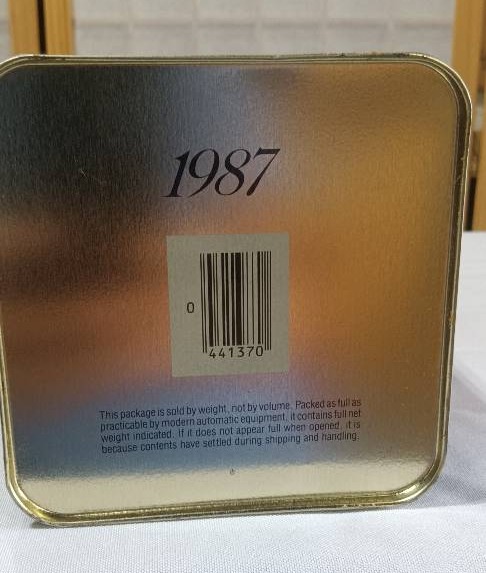 1987
0
441370
This package is sold by weight, not by volume. Packed as full as
practicable by modern automatic equipment, it contains full net
weight indicated. If it does not appear full when opened, it is
because contents have settled during shipping and handling.